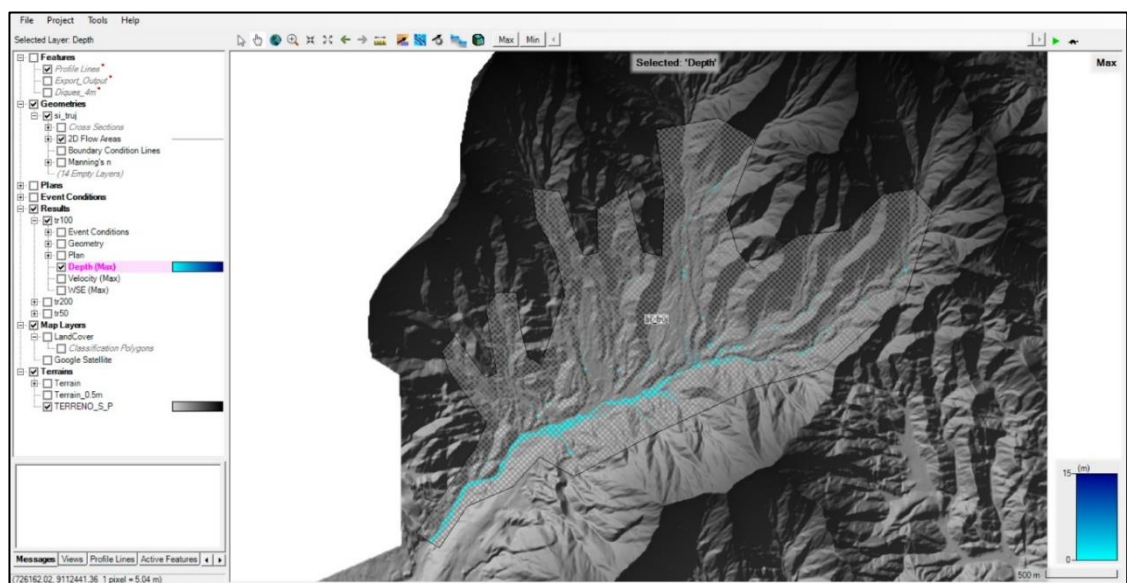 File Project Tools Help
Selected Layer: Depth
Max Min
Features
Profile Lines
Export_Output
Diques_4m
Geometries
si_truj
Cross Sections
2D Flow Areas
Boundary Condition Lines
Manning's n
(14 Empty Layers)
Plans
Event Conditions
Results
tr100
Event Conditions
Geometry
Plan
Depth (Max)
Velocity (Max)
WSE (Max)
tr200
tr50
Map Layers
LandCover
Classification Polygons
Google Satellite
Terrains
Terrain
Terrain_0.5m
TERRENO_S_P
Selected: 'Depth'
Max
15 (m)
0
500 m
Messages Views Profile Lines Active Features
(726162.02, 9112441.36 1 pixel = 5.04 m)